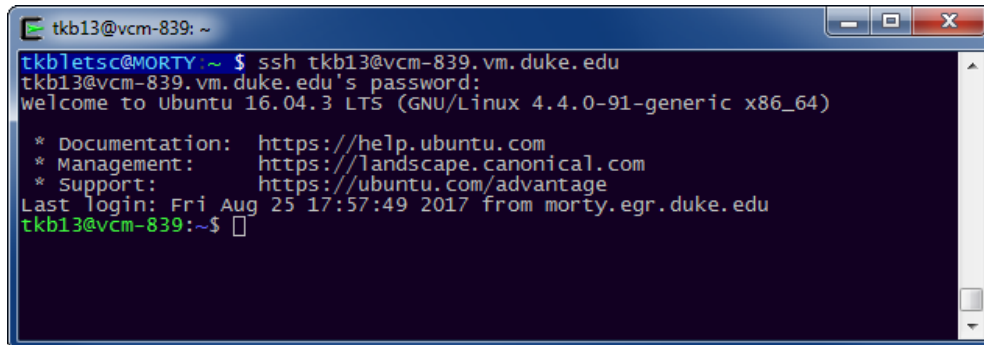 tkb13@vcm-839: ~
tkbletsc@MORTY:~ $ ssh tkb13@vcm-839.vm.duke.edu
tkb13@vcm-839.vm.duke.edu's password:
Welcome to Ubuntu 16.04.3 LTS (GNU/Linux 4.4.0-91-generic x86_64)
* Documentation:  https://help.ubuntu.com
* Management:     https://landscape.canonical.com
* Support:        https://ubuntu.com/advantage
Last login: Fri Aug 25 17:57:49 2017 from morty.egr.duke.edu
tkb13@vcm-839:~$